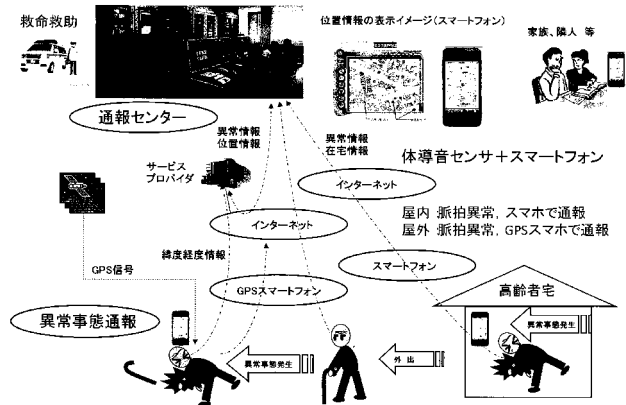 救命救助
位置情報の表示イメージ(スマートフォン)
家族、隣人 等
通報センター
異常情報
位置情報
異常情報
在宅情報
体導音センサ+スマートフォン
サービス
プロバイダ
インターネット
屋内 脈拍異常, スマホで通報
屋外 脈拍異常, GPSスマホで通報
インターネット
緯度経度情報
スマートフォン
GPS信号
GPSスマートフォン
高齢者宅
異常事態通報
異常事態発生
異常事態発生
外出